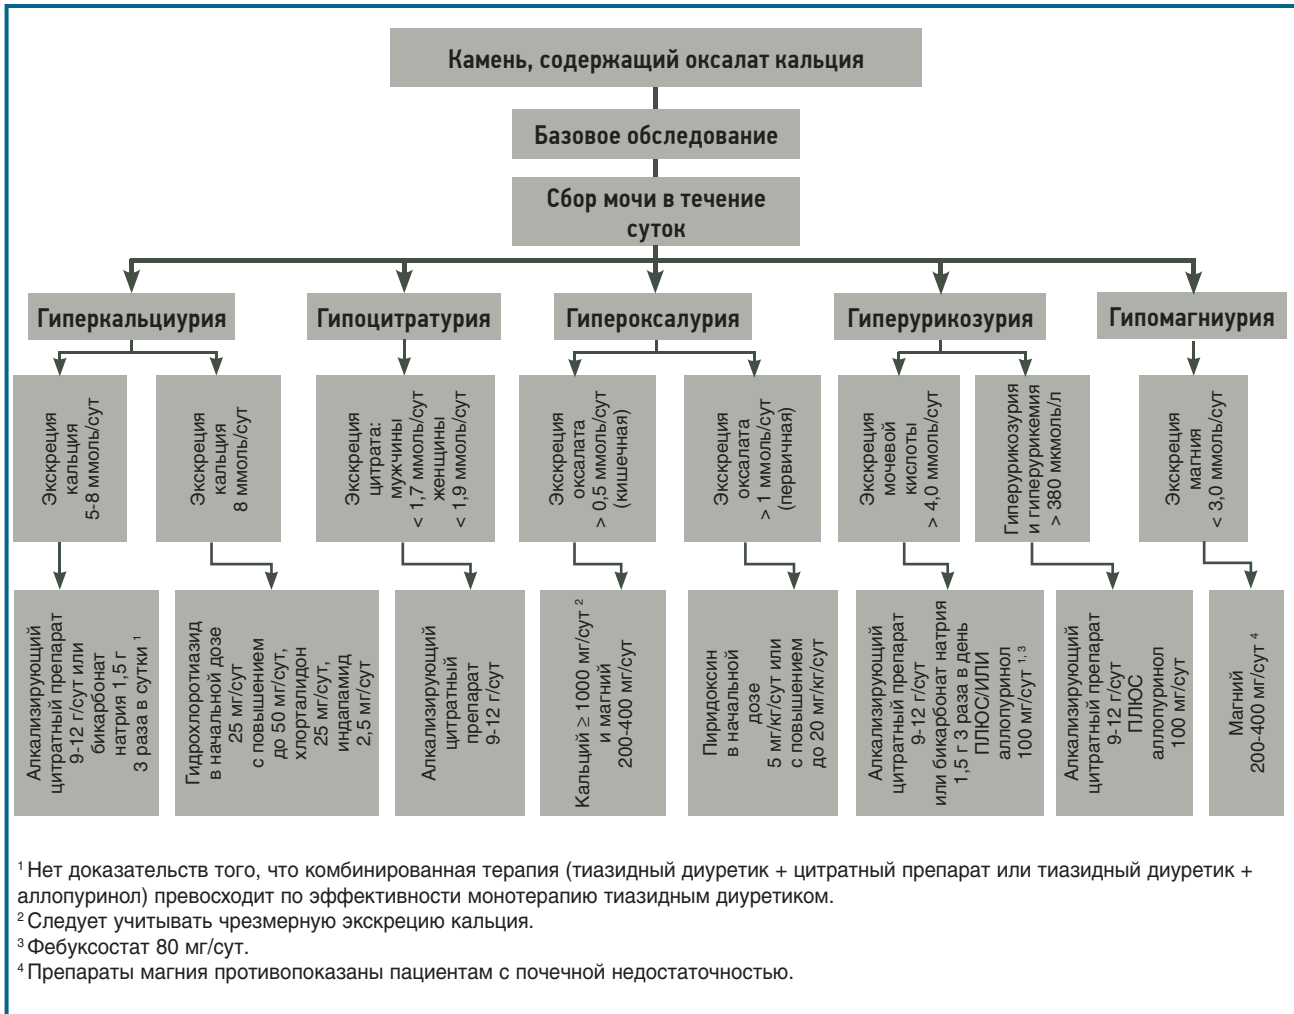 Камень, содержащий оксалат кальция
Базовое обследование
Сбор мочи в течение
суток
Гиперкальциурия
Гипоцитратурия
Гипероксалурия
Гиперурикозурия
Гипомагниурия
Экскреция
кальция
5-8 ммоль/сут
Экскреция
кальция
8 ммоль/сут
Экскреция
цитрата:
мужчины
< 1,7 ммоль/сут
женщины
< 1,9 ммоль/сут
Экскреция
оксалата
> 0,5 ммоль/сут
(кишечная)
Экскреция
оксалата
> 1 ммоль/сут
(первичная)
Экскреция
мочевой
кислоты
> 4,0 ммоль/сут
Гиперурикозурия
и гиперурикемия
> 380 мкмоль/л
Экскреция
магния
< 3,0 ммоль/сут
Алкализирующий
цитратный препарат
9-12 г/сут или
бикарбонат
натрия 1,5 г
3 раза в сутки ¹
Гидрохлоротиазид
в начальной дозе
25 мг/сут
с повышением
до 50 мг/сут,
хлорталидон
25 мг/сут,
индапамид
2,5 мг/сут
Алкализирующий
цитратный
препарат
9-12 г/сут
Кальций ≥ 1000 мг/сут ²
и магний
200-400 мг/сут
Пиридоксин
в начальной
дозе
5 мг/кг/сут или
с повышением
до 20 мг/кг/сут
Алкализирующий
цитратный препарат
9-12 г/сут
или бикарбонат натрия
1,5 г 3 раза в день
ПЛЮС/ИЛИ
аллопуринол
100 мг/сут ¹˒ ³
Алкализирующий
цитратный препарат
9-12 г/сут
ПЛЮС
аллопуринол
100 мг/сут
Магний
200-400 мг/сут ⁴
¹ Нет доказательств того, что комбинированная терапия (тиазидный диуретик + цитратный препарат или тиазидный диуретик +
аллопуринол) превосходит по эффективности монотерапию тиазидным диуретиком.
² Следует учитывать чрезмерную экскрецию кальция.
³ Фебуксостат 80 мг/сут.
⁴ Препараты магния противопоказаны пациентам с почечной недостаточностью.